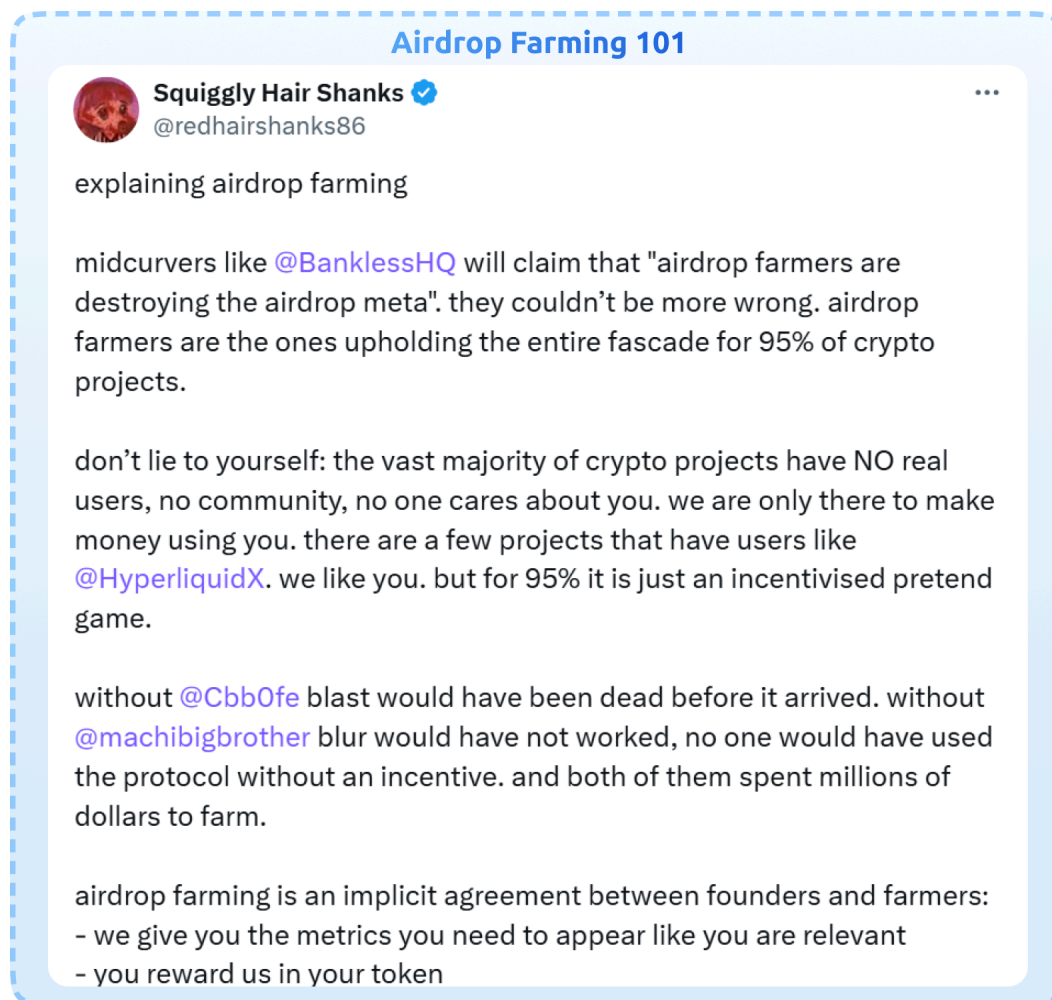 Airdrop Farming 101
Squiggly Hair Shanks
@redhairshanks86
explaining airdrop farming
midcurvers like @BanklessHQ will claim that "airdrop farmers are
destroying the airdrop meta". they couldn’t be more wrong. airdrop
farmers are the ones upholding the entire fascade for 95% of crypto
projects.
don’t lie to yourself: the vast majority of crypto projects have NO real
users, no community, no one cares about you. we are only there to make
money using you. there are a few projects that have users like
@HyperliquidX. we like you. but for 95% it is just an incentivised pretend
game.
without @Cbb0fe blast would have been dead before it arrived. without
@machibigbrother blur would have not worked, no one would have used
the protocol without an incentive. and both of them spent millions of
dollars to farm.
airdrop farming is an implicit agreement between founders and farmers:
- we give you the metrics you need to appear like you are relevant
- you reward us in your token